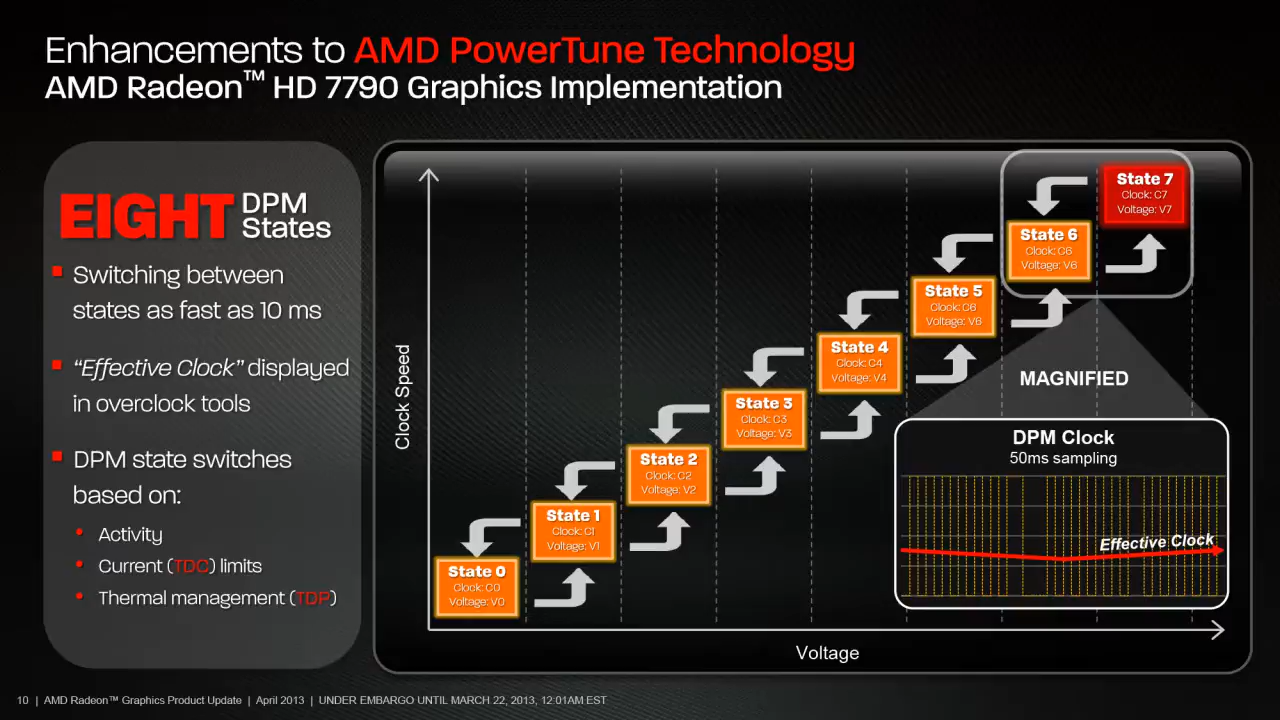 Enhancements to AMD PowerTune Technology
AMD Radeon™ HD 7790 Graphics Implementation
EIGHT DPM States
Switching between
states as fast as 10 ms
“Effective Clock” displayed
in overclock tools
DPM state switches
based on:
Activity
Current (TDC) limits
Thermal management (TDP)
Clock Speed
State 7
Clock: C7
Voltage: V7
State 6
Clock: C6
Voltage: V6
State 5
Clock: C6
Voltage: V6
State 4
Clock: C4
Voltage: V4
State 3
Clock: C3
Voltage: V3
State 2
Clock: C2
Voltage: V2
State 1
Clock: C1
Voltage: V1
State 0
Clock: C0
Voltage: V0
MAGNIFIED
DPM Clock
50ms sampling
Effective Clock
Voltage
10 | AMD Radeon™ Graphics Product Update | April 2013 | UNDER EMBARGO UNTIL MARCH 22, 2013, 12:01AM EST